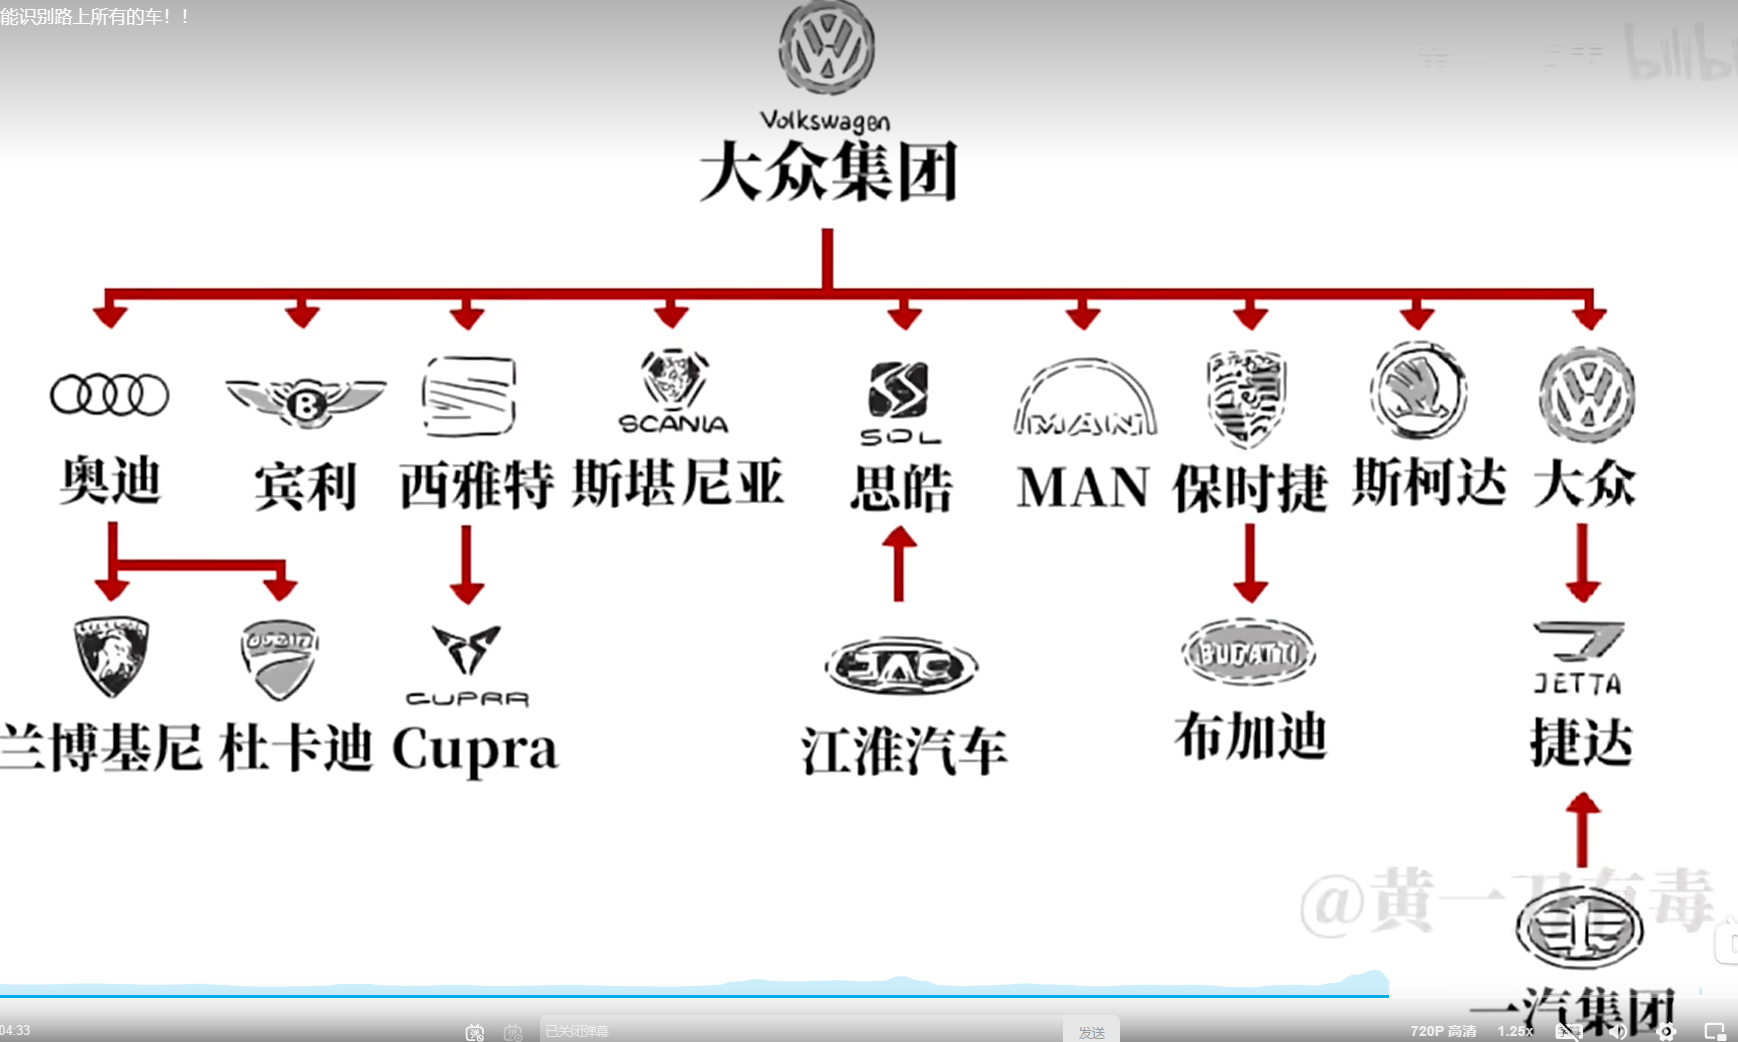 能识别路上所有的车！！
bilibi
Volkswagen
大众集团
SCANIA
SOL
MAN
奥迪 宾利 西雅特 斯堪尼亚 思皓 MAN 保时捷 斯柯达 大众
DUCATI
CUPRA
JAC
BUGATTI
JETTA
兰博基尼 杜卡迪 Cupra 江淮汽车 布加迪 捷达
@黄一刀有毒
一汽集团
04:33 已关闭弹幕 发送 720P 高清 1.25x